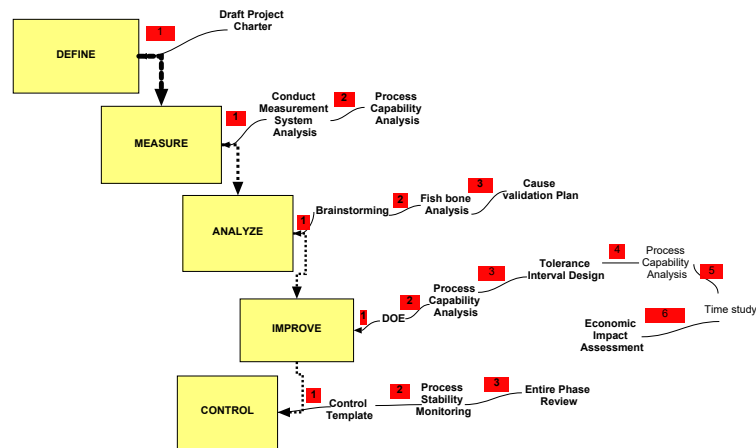 1
Draft Project
Charter
DEFINE
1
Conduct
Measurement
System
Analysis
2
Process
Capability
Analysis
MEASURE
1
Brainstorming
2
Fish bone
Analysis
3
Cause
validation Plan
ANALYZE
1
DOE
2
Process
Capability
Analysis
3
Tolerance
Interval Design
4
Process
Capability
Analysis
5
Time study
6
Economic
Impact
Assessment
IMPROVE
1
Control
Template
2
Process
Stability
Monitoring
3
Entire Phase
Review
CONTROL